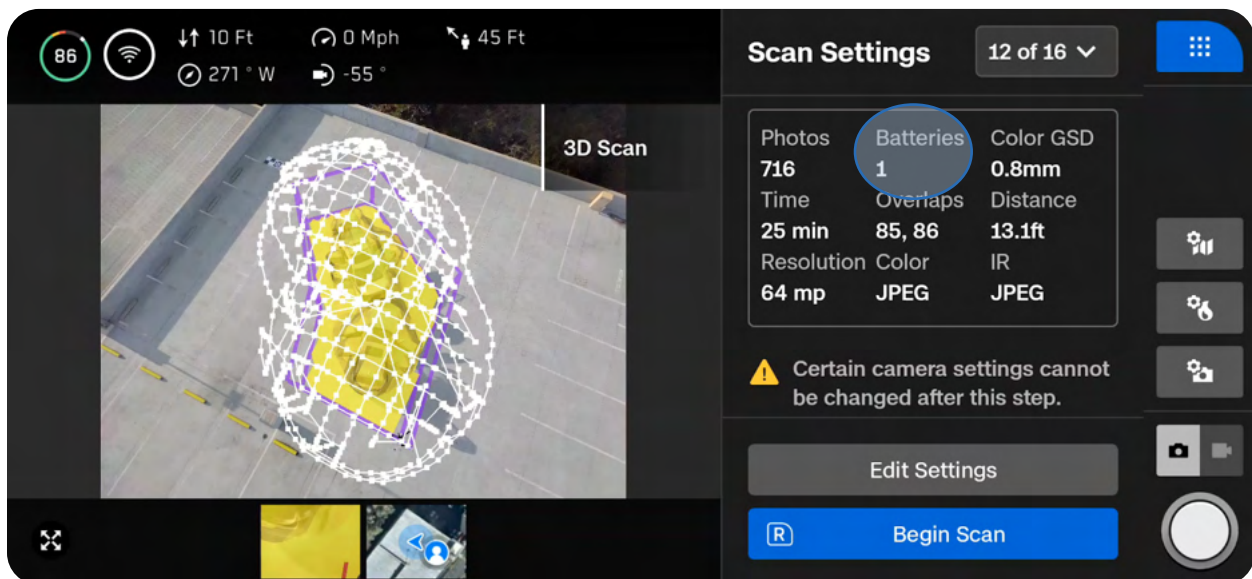 86
10 Ft
0 Mph
45 Ft
271 ° W
-55 °
3D Scan
Scan Settings
12 of 16
Photos Batteries Color GSD
716 1 0.8mm
Time Overlaps Distance
25 min 85, 86 13.1ft
Resolution Color IR
64 mp JPEG JPEG
Certain camera settings cannot
be changed after this step.
Edit Settings
R Begin Scan